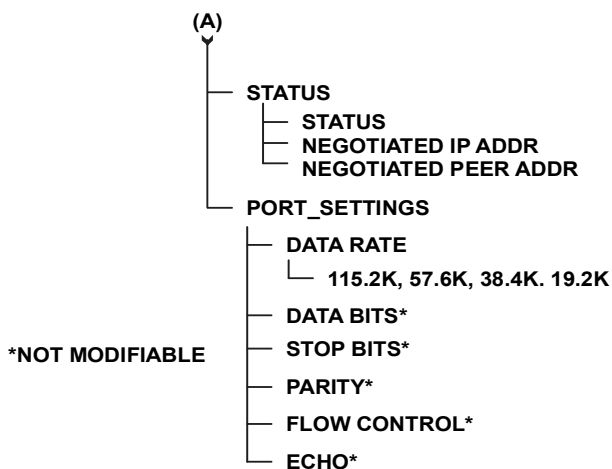 (A)
STATUS
STATUS
NEGOTIATED IP ADDR
NEGOTIATED PEER ADDR
PORT_SETTINGS
DATA RATE
115.2K, 57.6K, 38.4K. 19.2K
DATA BITS*
*NOT MODIFIABLE
STOP BITS*
PARITY*
FLOW CONTROL*
ECHO*